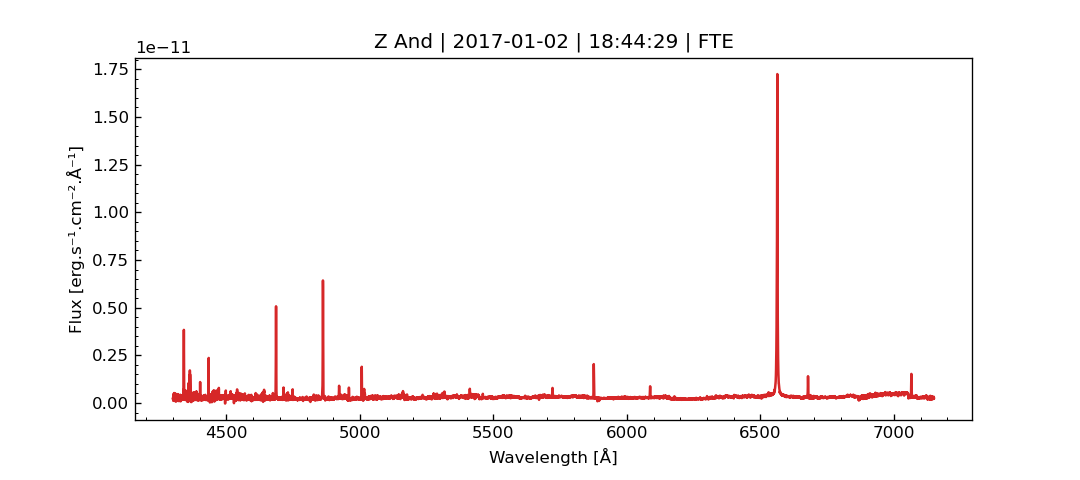 Z And | 2017-01-02 | 18:44:29 | FTE
1e−11
1.75
1.50
1.25
1.00
0.75
0.50
0.25
0.00
Flux [erg.s⁻¹.cm⁻².Å⁻¹]
4500 5000 5500 6000 6500 7000
Wavelength [Å]